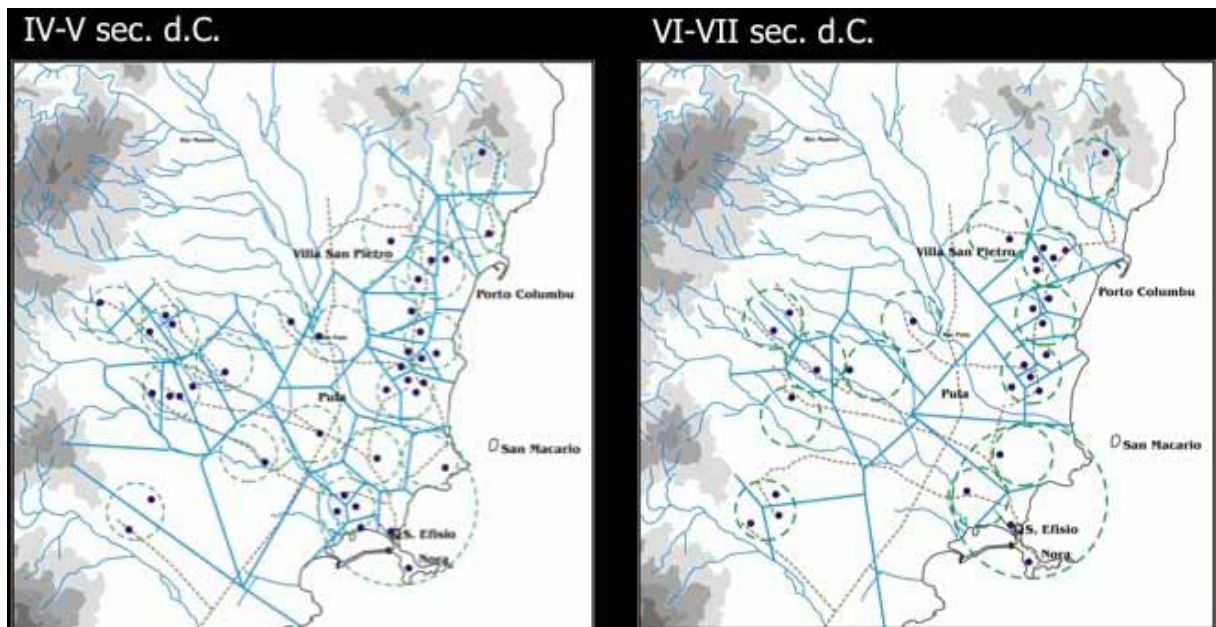 IV-V sec. d.C.
Villa San Pietro
Porto Columbu
Pula
San Macario
S. Efisio
Nora
VI-VII sec. d.C.
Villa San Pietro
Porto Columbu
Pula
San Macario
S. Efisio
Nora